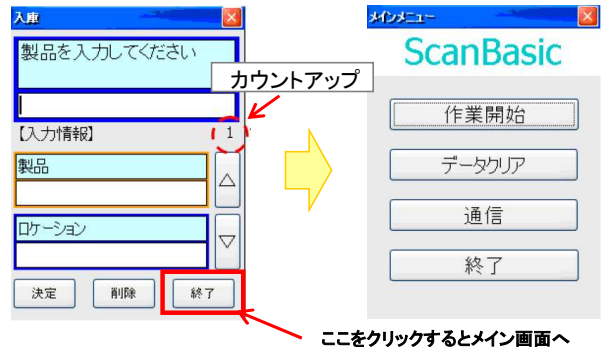 入庫
製品を入力してください
カウントアップ
【入力情報】 1
製品
△
ロケーション
▽
決定 削除 終了
メインメニュー
ScanBasic
作業開始
データクリア
通信
終了
ここをクリックするとメイン画面へ